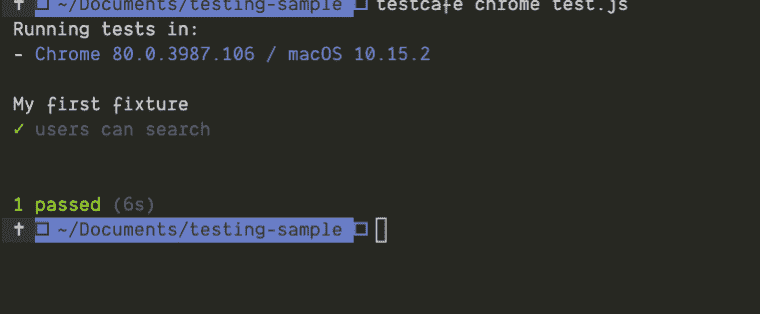 ~/Documents/testing-sample testcafe chrome test.js
Running tests in:
- Chrome 80.0.3987.106 / macOS 10.15.2
My first fixture
✓ users can search
1 passed (6s)
~/Documents/testing-sample